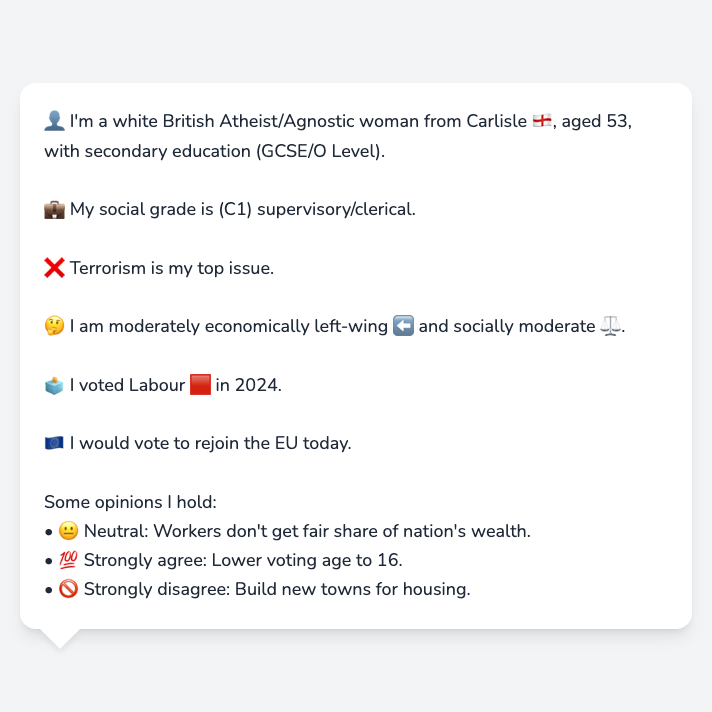 👤 I'm a white British Atheist/Agnostic woman from Carlisle 🏴󠁧󠁢󠁥󠁮󠁧󠁿, aged 53,
with secondary education (GCSE/O Level).
💼 My social grade is (C1) supervisory/clerical.
❌ Terrorism is my top issue.
🤔 I am moderately economically left-wing ⬅️ and socially moderate ⚖️.
🗳️ I voted Labour 🟥 in 2024.
🇪🇺 I would vote to rejoin the EU today.
Some opinions I hold:
• 😐 Neutral: Workers don't get fair share of nation's wealth.
• 💯 Strongly agree: Lower voting age to 16.
• 🚫 Strongly disagree: Build new towns for housing.